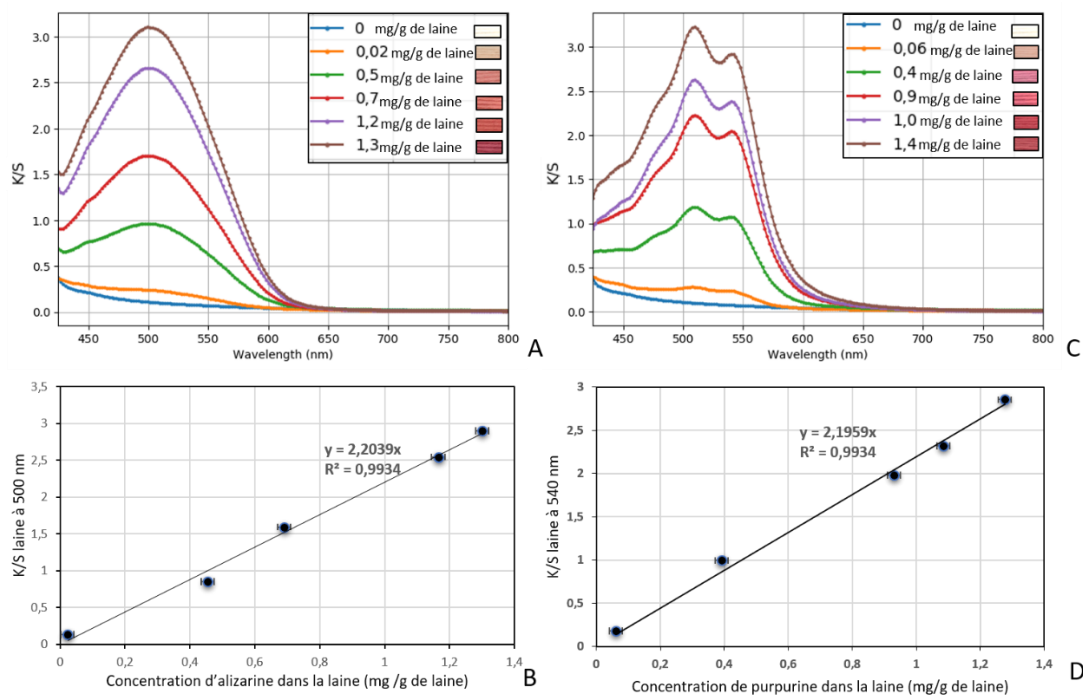 K/S
3.0
2.5
2.0
1.5
1.0
0.5
0.0
0 mg/g de laine
0,02 mg/g de laine
0,5 mg/g de laine
0,7 mg/g de laine
1,2 mg/g de laine
1,3 mg/g de laine
450 500 550 600 650 700 750 800
Wavelength (nm)
A
K/S
3.0
2.5
2.0
1.5
1.0
0.5
0.0
0 mg/g de laine
0,06 mg/g de laine
0,4 mg/g de laine
0,9 mg/g de laine
1,0 mg/g de laine
1,4 mg/g de laine
450 500 550 600 650 700 750 800
Wavelength (nm)
C
K/S laine à 500 nm
3,5
3
2,5
2
1,5
1
0,5
0
y = 2,2039x
R² = 0,9934
0 0,2 0,4 0,6 0,8 1 1,2 1,4
Concentration d'alizarine dans la laine (mg /g de laine)
B
K/S laine à 540 nm
3
2,5
2
1,5
1
0,5
0
y = 2,1959x
R² = 0,9934
0 0,2 0,4 0,6 0,8 1 1,2 1,4
Concentration de purpurine dans la laine (mg/g de laine)
D